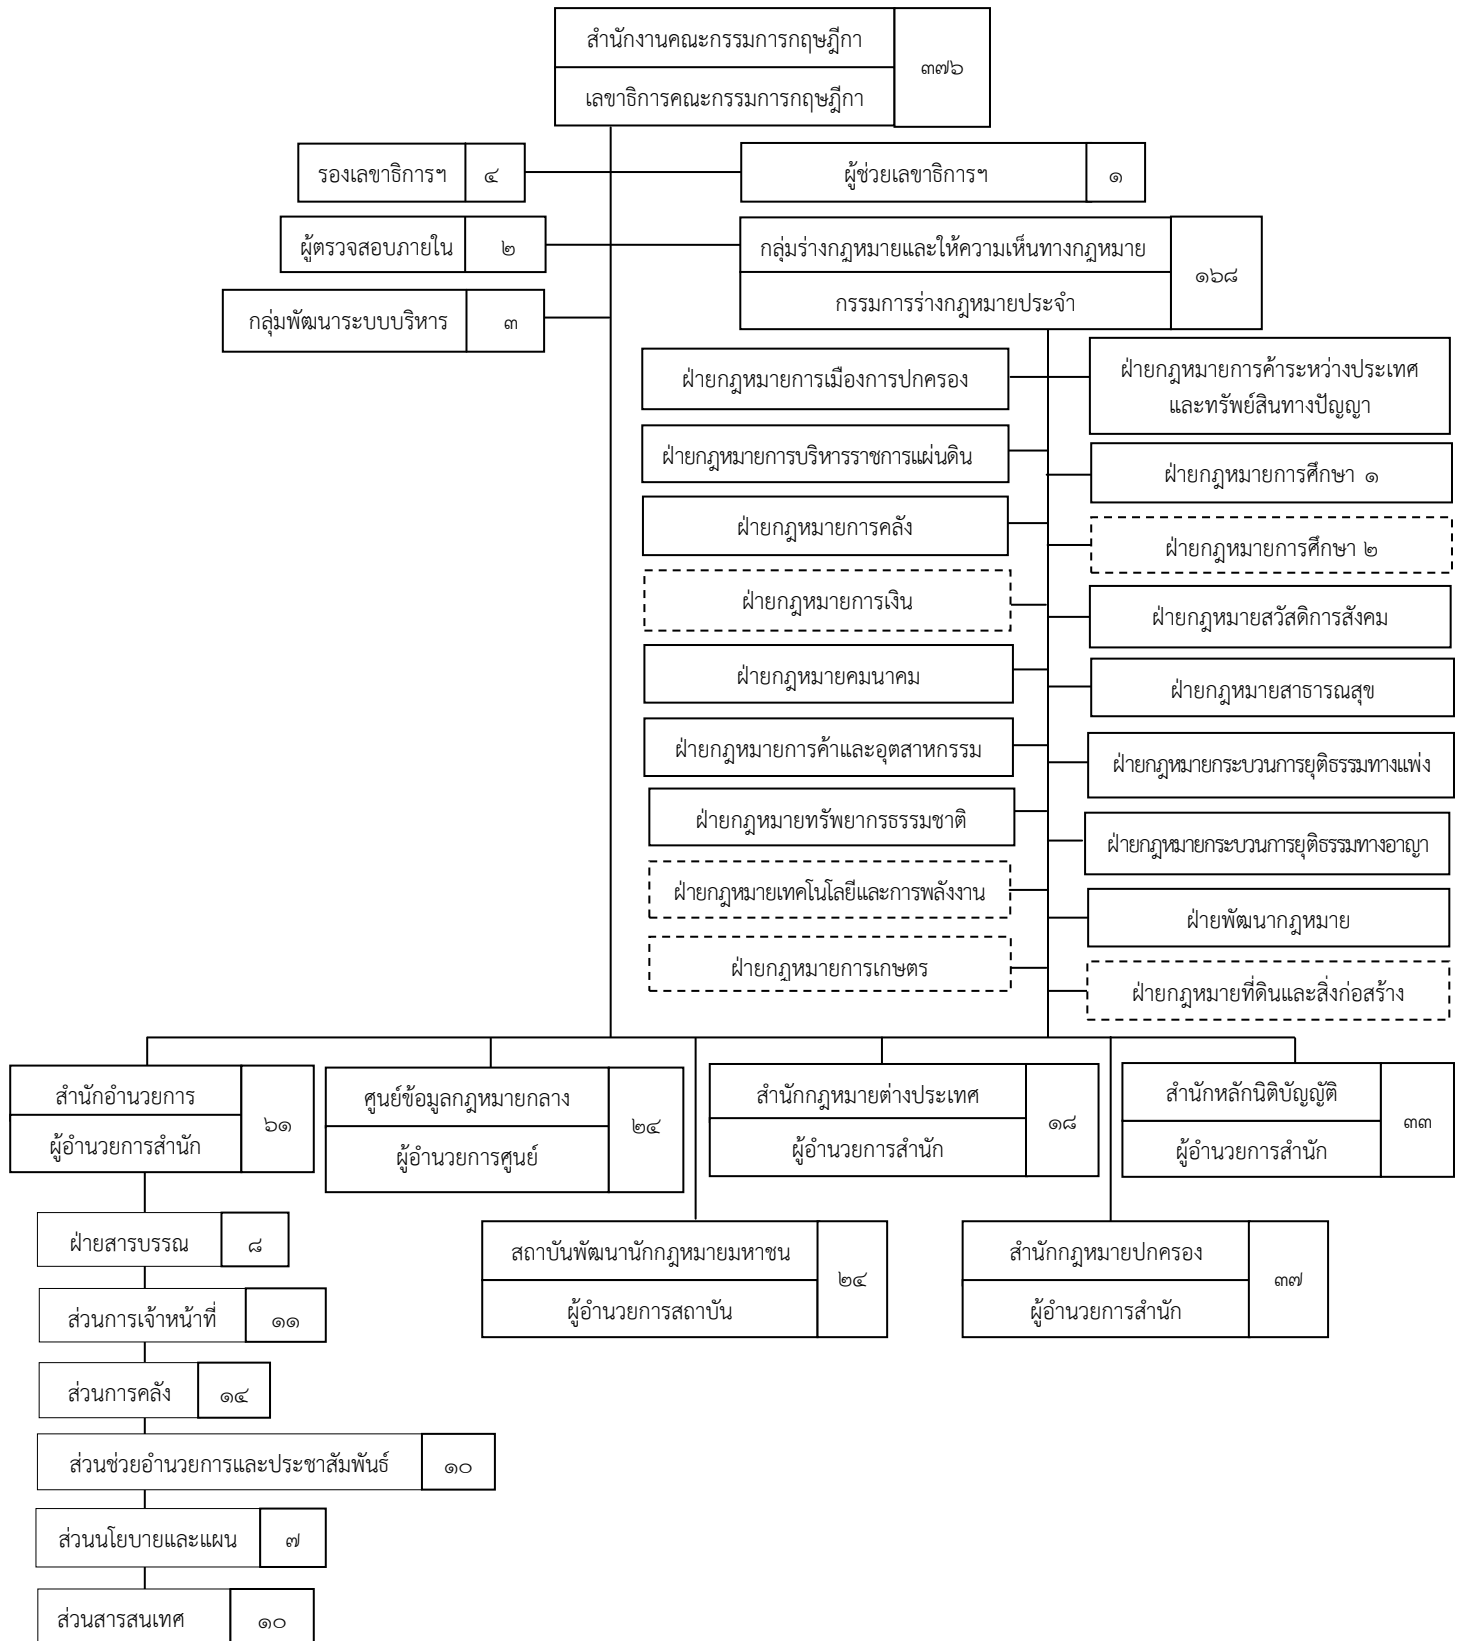 สำนักงานคณะกรรมการกฤษฎีกา
๓๗๖
เลขาธิการคณะกรรมการกฤษฎีกา
รองเลขาธิการฯ ๔
ผู้ช่วยเลขาธิการฯ ๑
ผู้ตรวจสอบภายใน ๒
กลุ่มร่างกฎหมายและให้ความเห็นทางกฎหมาย
๑๖๘
กรรมการร่างกฎหมายประจำ
กลุ่มพัฒนาระบบบริหาร ๓
ฝ่ายกฎหมายการเมืองการปกครอง
ฝ่ายกฎหมายการค้าระหว่างประเทศ
และทรัพย์สินทางปัญญา
ฝ่ายกฎหมายการบริหารราชการแผ่นดิน
ฝ่ายกฎหมายการศึกษา ๑
ฝ่ายกฎหมายการคลัง
ฝ่ายกฎหมายการศึกษา ๒
ฝ่ายกฎหมายการเงิน
ฝ่ายกฎหมายสวัสดิการสังคม
ฝ่ายกฎหมายคมนาคม
ฝ่ายกฎหมายสาธารณสุข
ฝ่ายกฎหมายการค้าและอุตสาหกรรม
ฝ่ายกฎหมายกระบวนการยุติธรรมทางแพ่ง
ฝ่ายกฎหมายทรัพยากรธรรมชาติ
ฝ่ายกฎหมายกระบวนการยุติธรรมทางอาญา
ฝ่ายกฎหมายเทคโนโลยีและการพลังงาน
ฝ่ายพัฒนากฎหมาย
ฝ่ายกฎหมายการเกษตร
ฝ่ายกฎหมายที่ดินและสิ่งก่อสร้าง
สำนักอำนวยการ
๖๑
ผู้อำนวยการสำนัก
ศูนย์ข้อมูลกฎหมายกลาง
๒๔
ผู้อำนวยการศูนย์
สำนักกฎหมายต่างประเทศ
๑๘
ผู้อำนวยการสำนัก
สำนักหลักนิติบัญญัติ
๓๓
ผู้อำนวยการสำนัก
สถาบันพัฒนานักกฎหมายมหาชน
๒๔
ผู้อำนวยการสถาบัน
สำนักกฎหมายปกครอง
๓๗
ผู้อำนวยการสำนัก
ฝ่ายสารบรรณ ๘
ส่วนการเจ้าหน้าที่ ๑๑
ส่วนการคลัง ๑๔
ส่วนช่วยอำนวยการและประชาสัมพันธ์ ๑๐
ส่วนนโยบายและแผน ๗
ส่วนสารสนเทศ ๑๐